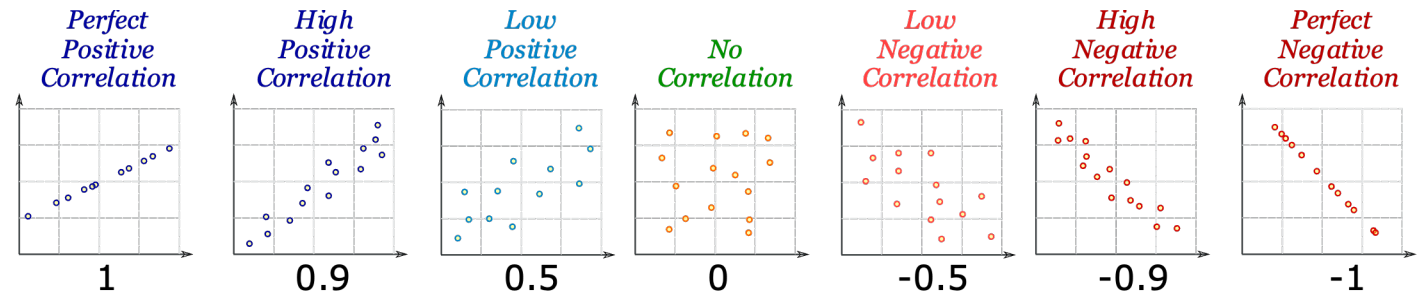 Perfect
Positive
Correlation
1
High
Positive
Correlation
0.9
Low
Positive
Correlation
0.5
No
Correlation
0
Low
Negative
Correlation
-0.5
High
Negative
Correlation
-0.9
Perfect
Negative
Correlation
-1